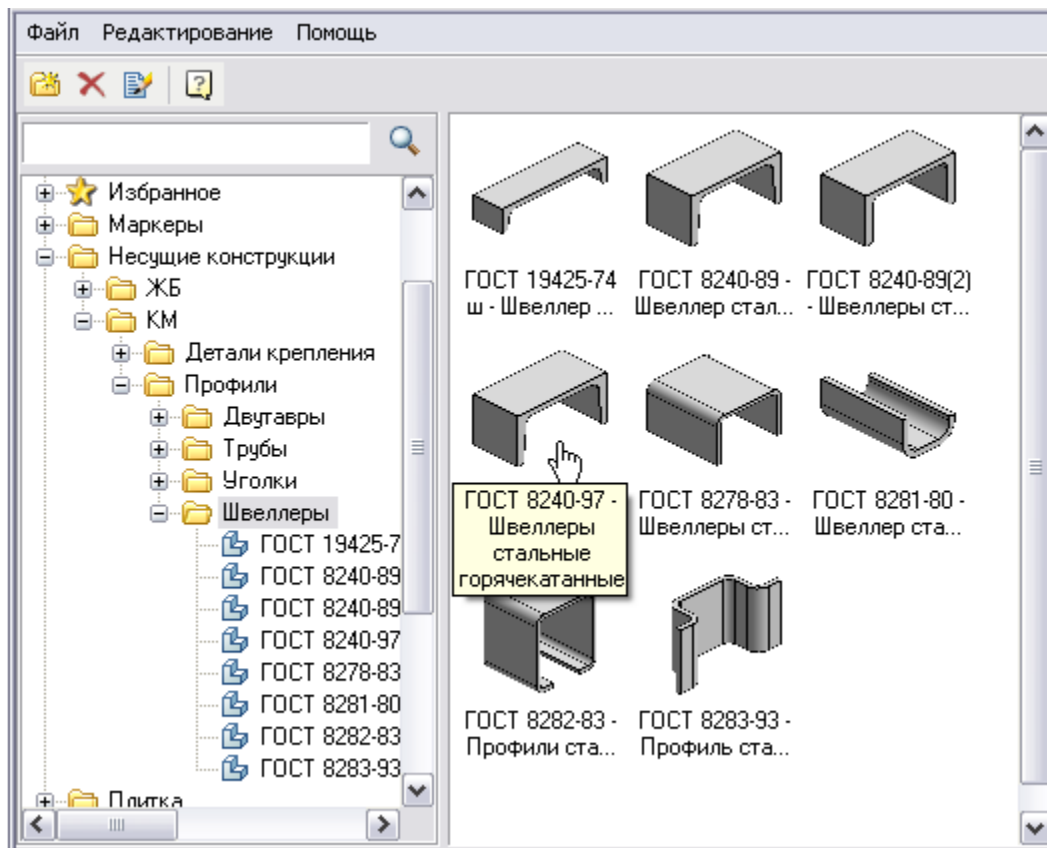 Файл Редактирование Помощь
Избранное
Маркеры
Несущие конструкции
ЖБ
КМ
Детали крепления
Профили
Двутавры
Трубы
Уголки
Швеллеры
ГОСТ 19425-7
ГОСТ 8240-89
ГОСТ 8240-89
ГОСТ 8240-97
ГОСТ 8278-83
ГОСТ 8281-80
ГОСТ 8282-83
ГОСТ 8283-93
Плитка
ГОСТ 19425-74
ш - Швеллер ...
ГОСТ 8240-89 -
Швеллер стал...
ГОСТ 8240-89(2)
- Швеллеры ст...
ГОСТ 8240-97 -
Швеллеры
стальные
горячекатанные
ГОСТ 8278-83 -
Швеллеры ст...
ГОСТ 8281-80 -
Швеллер ста...
ГОСТ 8282-83 -
Профили ста...
ГОСТ 8283-93 -
Профиль ста...